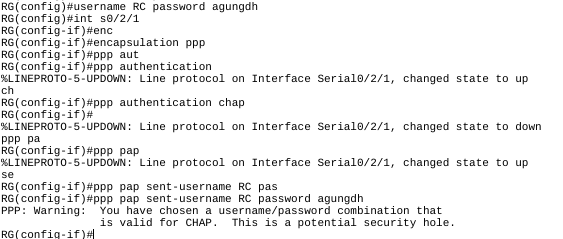 RG(config)#username RC password agungdh
RG(config)#int s0/2/1
RG(config-if)#enc
RG(config-if)#encapsulation ppp
RG(config-if)#ppp aut
RG(config-if)#ppp authentication
%LINEPROTO-5-UPDOWN: Line protocol on Interface Serial0/2/1, changed state to up
ch
RG(config-if)#ppp authentication chap
RG(config-if)#
%LINEPROTO-5-UPDOWN: Line protocol on Interface Serial0/2/1, changed state to down
ppp pa
RG(config-if)#ppp pap
%LINEPROTO-5-UPDOWN: Line protocol on Interface Serial0/2/1, changed state to up
se
RG(config-if)#ppp pap sent-username RC pas
RG(config-if)#ppp pap sent-username RC password agungdh
PPP: Warning:  You have chosen a username/password combination that
               is valid for CHAP.  This is a potential security hole.
RG(config-if)#